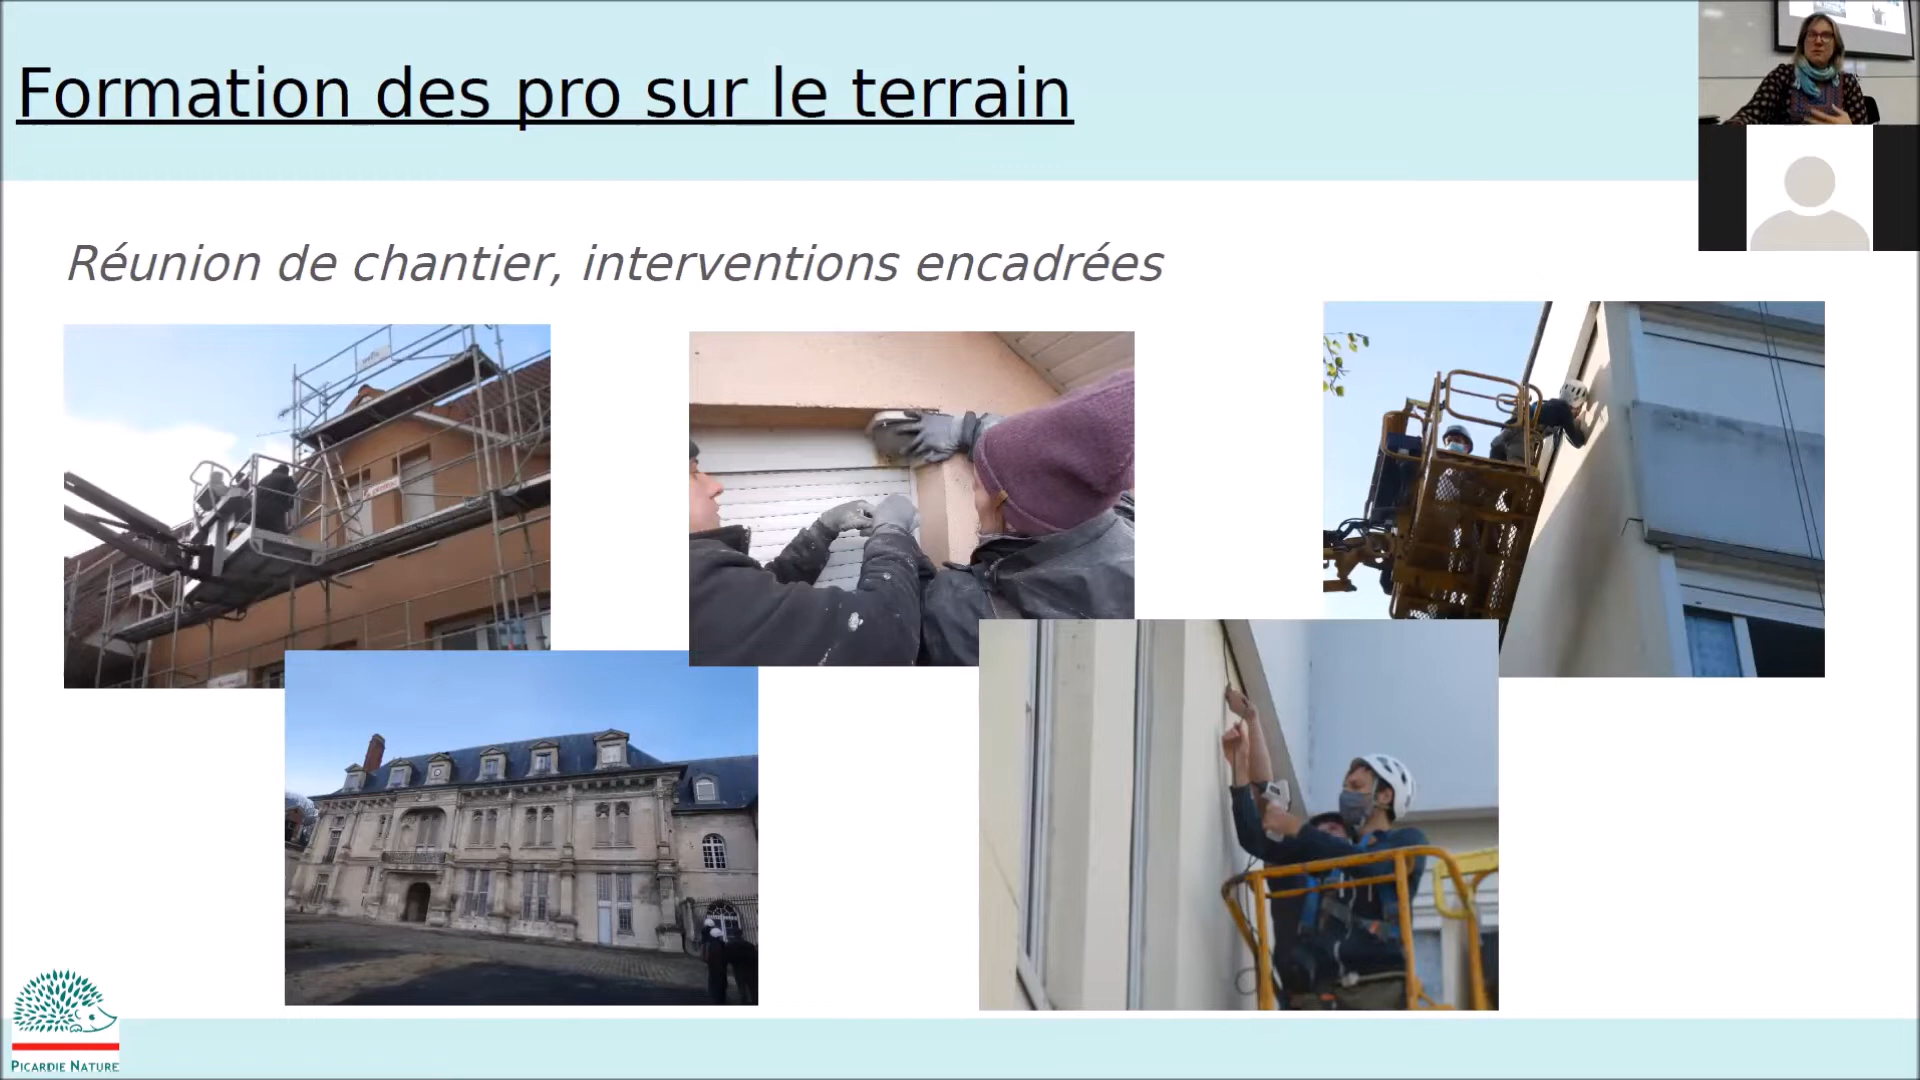 Formation des pro sur le terrain
Réunion de chantier, interventions encadrées
PICARDIE NATURE